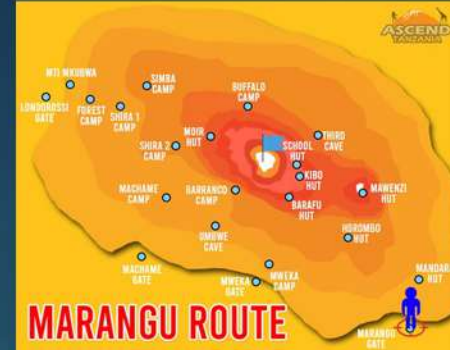 ASCEND
TANZANIA
MTI MKUBWA
SIMBA
CAMP
BUFFALO
CAMP
LONDOROSSI
GATE
FOREST
CAMP
SHIRA 1
CAMP
MOIR
HUT
THIRD
CAVE
SHIRA 2
CAMP
SCHOOL
HUT
KIBO
HUT
MACHAME
CAMP
BARRANCO
CAMP
BARAFU
HUT
MAWENZI
HUT
UMBWE
CAVE
HOROMBO
HUT
MACHAME
GATE
MWEKA
CAMP
MWEKA
GATE
MANDARA
HUT
MARANGU ROUTE
MARANGU
GATE